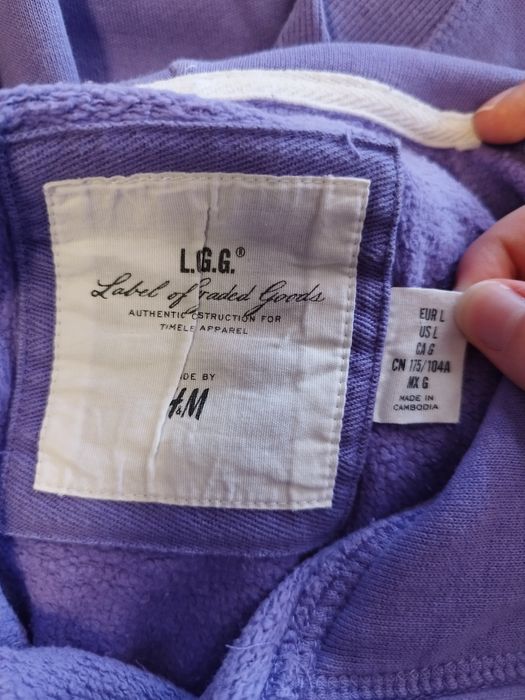 L.G.G.®
Label of Graded Goods
AUTHENTIC CONSTRUCTION FOR
TIMELESS APPAREL
MADE BY
H&M
EUR L
US L
CA G
CN 175/104A
MX G
MADE IN
CAMBODIA